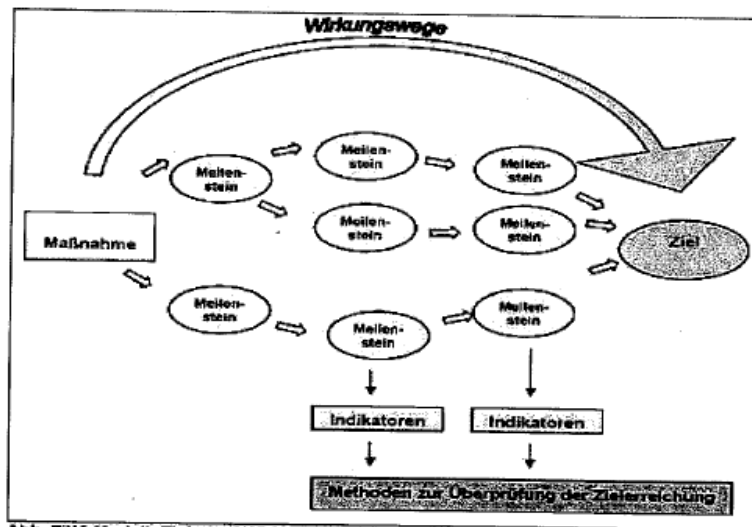 Wirkungswege
Meilen-
stein
Meilen-
stein
Meilen-
stein
Meilen-
stein
Meilen-
stein
Maßnahme
Ziel
Meilen-
stein
Meilen-
stein
Meilen-
stein
Indikatoren
Indikatoren
Methoden zur Überprüfung der Zielerreichung